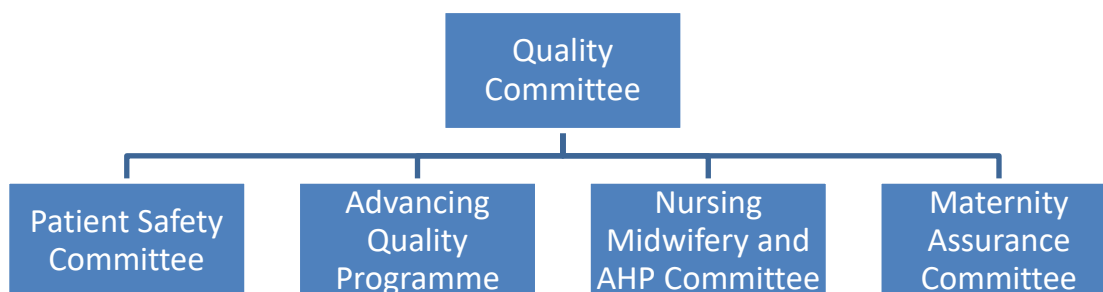 Quality
Committee
Patient Safety
Committee
Advancing
Quality
Programme
Nursing
Midwifery and
AHP Committee
Maternity
Assurance
Committee